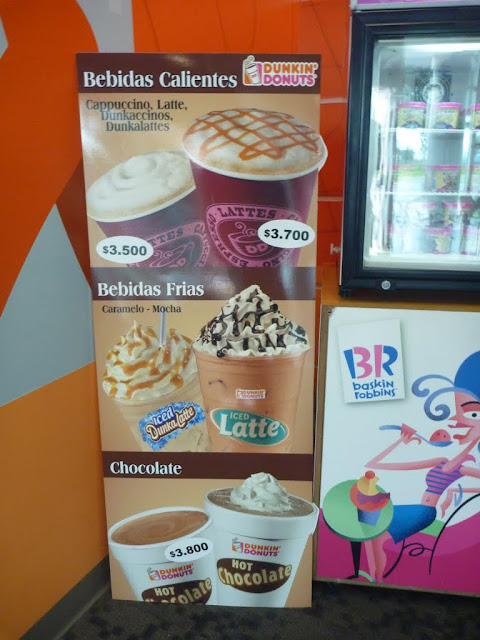 Bebidas Calientes
DUNKIN'
DONUTS
Cappuccino, Latte,
Dunkaccinos,
Dunkalattes
LATTES
$3.500
$3.700
Bebidas Frias
Caramelo - Mocha
Iced
DunkaLatte
DUNKIN'
DONUTS
ICED
Latte
Chocolate
$3.800
DUNKIN'
DONUTS
HOT
Chocolate
DUNKIN'
DONUTS
HOT
Chocolate
BR
baskin
robbins